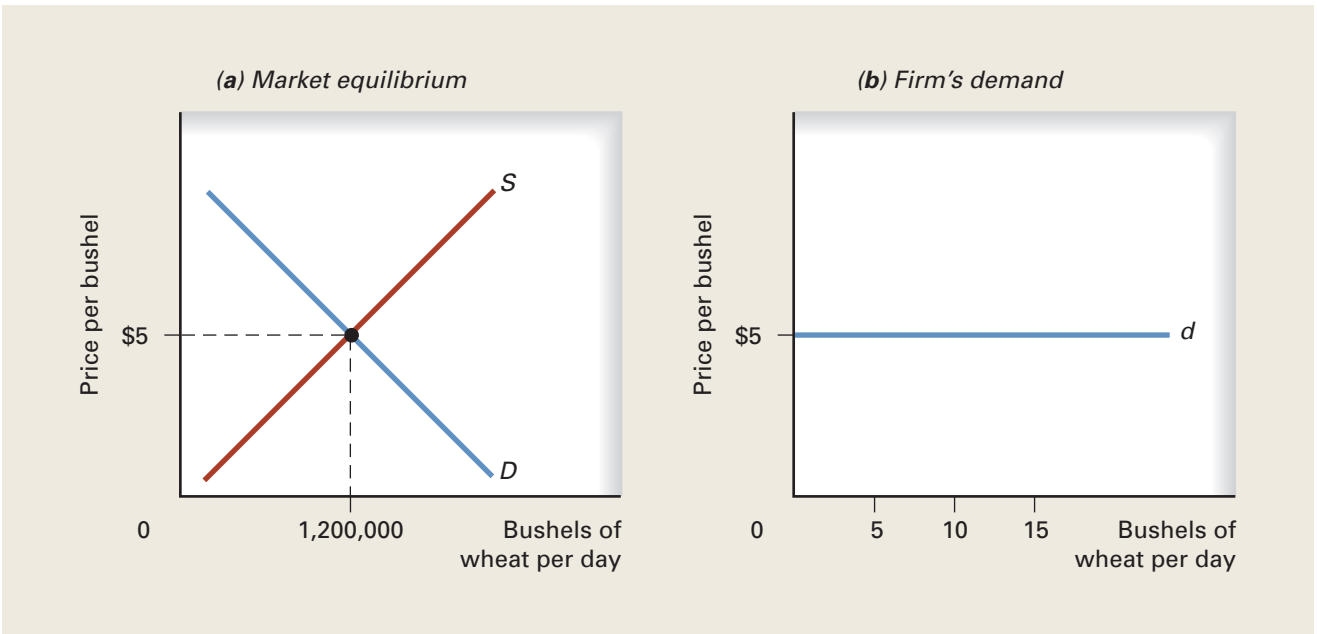 (a) Market equilibrium
Price per bushel
$5
S
D
0
1,200,000
Bushels of
wheat per day
(b) Firm's demand
Price per bushel
$5
d
0
5
10
15
Bushels of
wheat per day